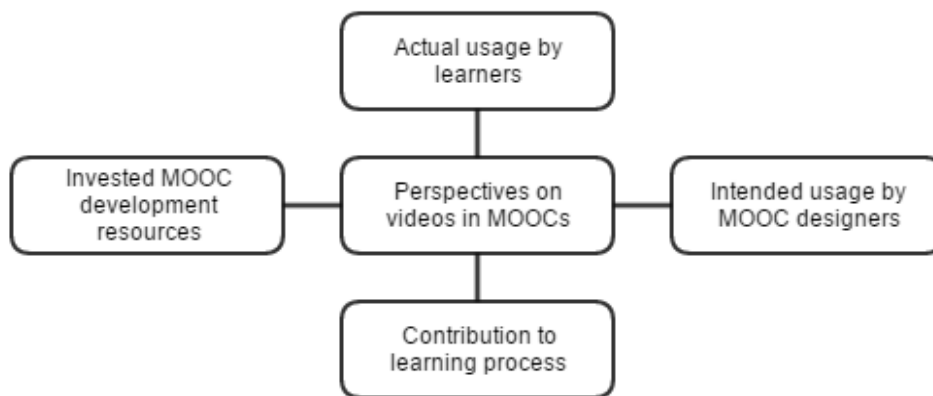 Actual usage by
learners
Invested MOOC
development
resources
Perspectives on
videos in MOOCs
Intended usage by
MOOC designers
Contribution to
learning process